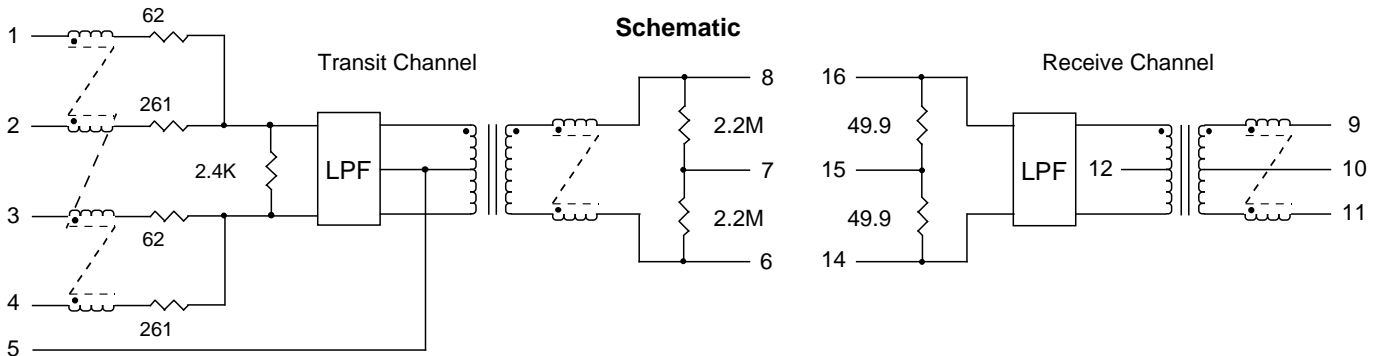 Schematic
Transit Channel
Receive Channel
1
62
2
261
2.4K
3
62
4
261
5
LPF
8
2.2M
7
2.2M
6
16
49.9
15
49.9
14
LPF
12
9
10
11